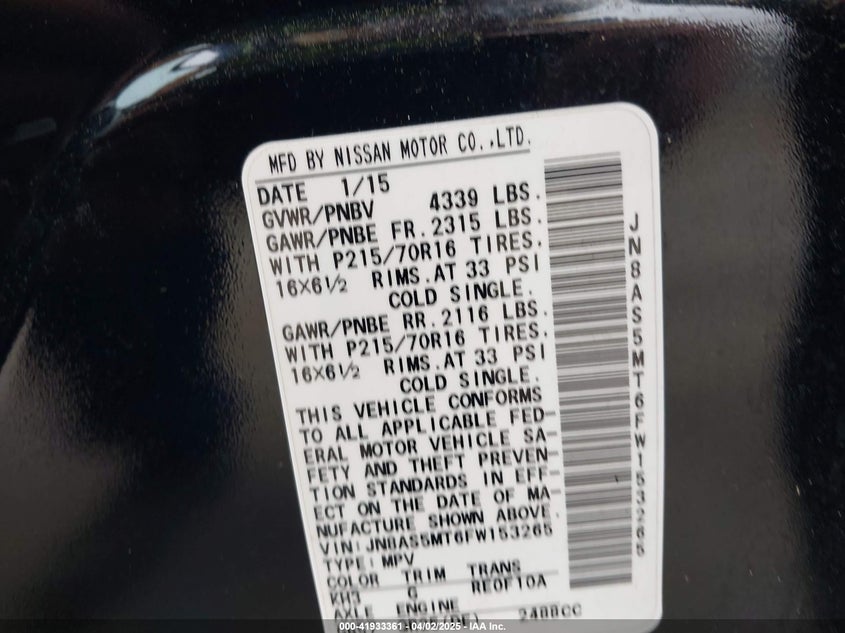 MFD BY NISSAN MOTOR CO.,LTD.
DATE 1/15
GVWR/PNBV 4339 LBS.
GAWR/PNBE FR.2315 LBS.
WITH P215/70R16 TIRES.
16X6½ RIMS.AT 33 PSI
COLD SINGLE.
GAWR/PNBE RR.2116 LBS.
WITH P215/70R16 TIRES.
16X6½ RIMS.AT 33 PSI
COLD SINGLE.
THIS VEHICLE CONFORMS
TO ALL APPLICABLE FED-
ERAL MOTOR VEHICLE SA-
FETY AND THEFT PREVEN-
TION STANDARDS IN EFF-
ECT ON THE DATE OF MA-
NUFACTURE SHOWN ABOVE.
VIN:JN8AS5MT6FW153265
TYPE:MPV
COLOR TRIM TRANS
KH3 G RE0F10A
AXLE ENGINE
2488CC
JN8AS5MT6FW153265
000-41933361 - 04/02/2025 - IAA Inc.